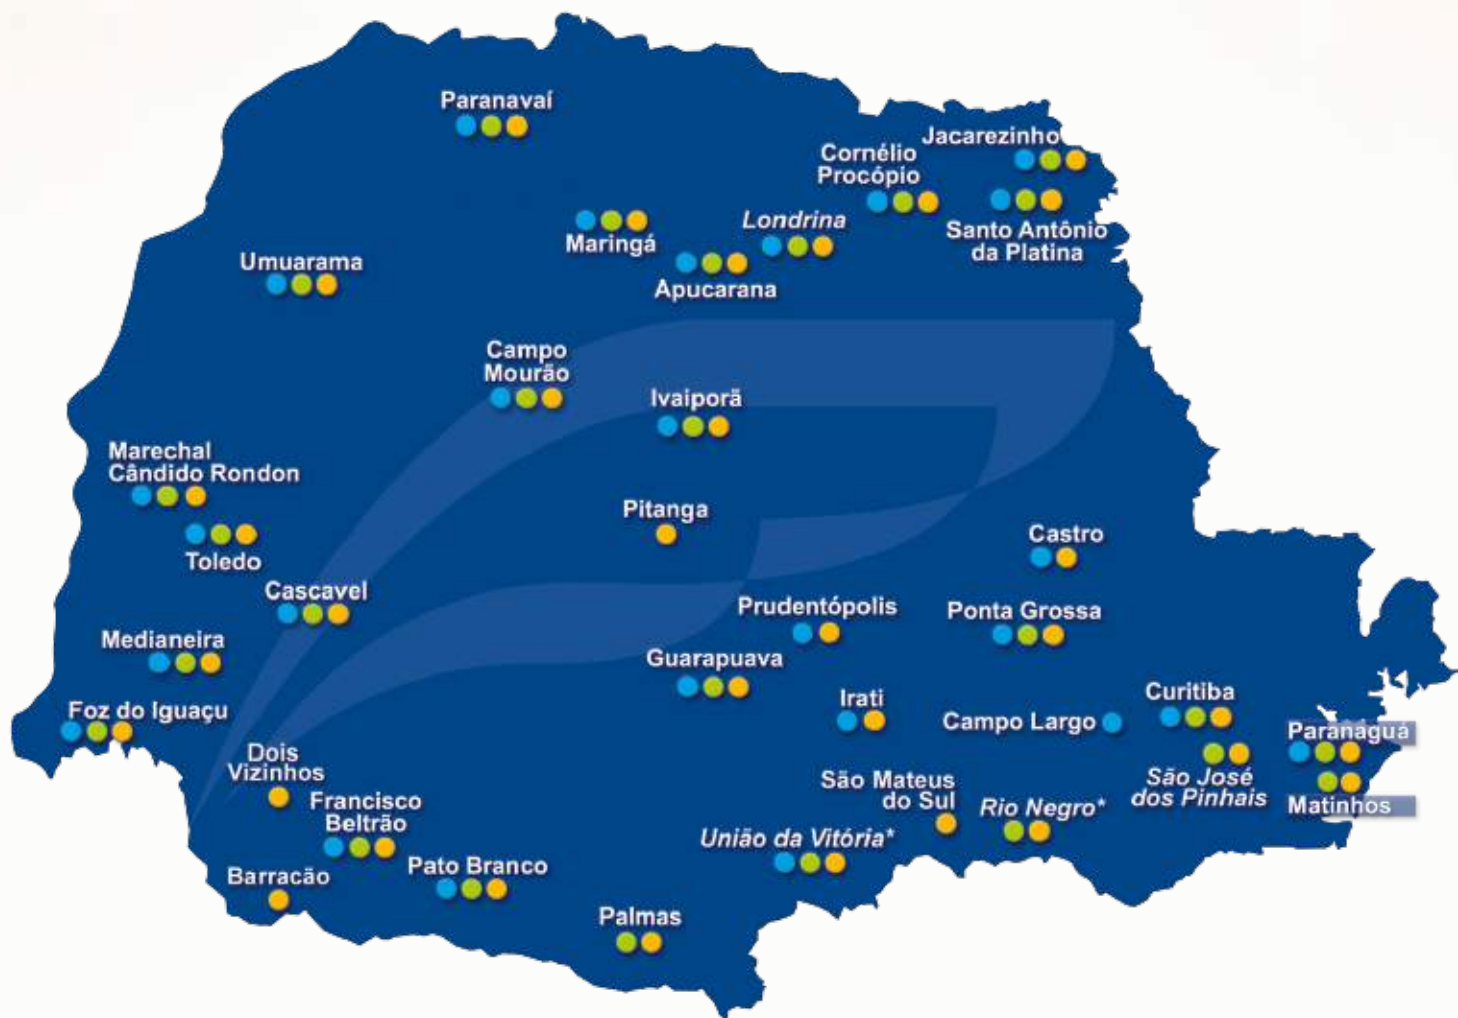 Paranavaí
Jacarezinho
Cornélio
Procópio
Londrina
Santo Antônio
da Platina
Maringá
Apucarana
Umuarama
Campo
Mourão
Ivaiporã
Marechal
Cândido Rondon
Toledo
Pitanga
Castro
Cascavel
Prudentópolis
Ponta Grossa
Medianeira
Guarapuava
Irati
Curitiba
Foz do Iguaçu
Campo Largo
Paranaguá
Dois
Vizinhos
São José
dos Pinhais
São Mateus
do Sul
Rio Negro*
Matinhos
Francisco
Beltrão
União da Vitória*
Pato Branco
Barracão
Palmas